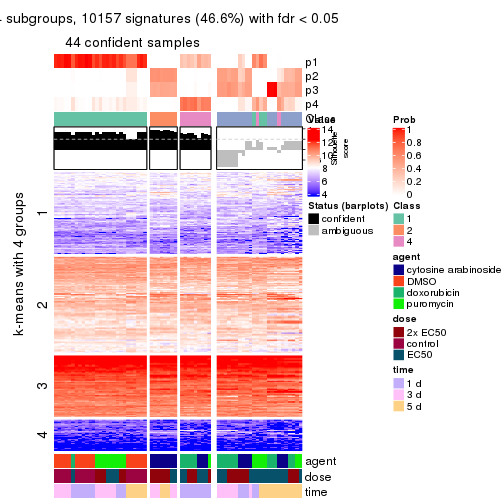 subgroups, 10157 signatures (46.6%) with fdr < 0.05
44 confident samples
p1
p2
p3
p4
Class
Value
14
12
10
8
6
4
Silhouette
score
Prob
1
0.8
0.6
0.4
0.2
0
Status (barplots)
confident
ambiguous
Class
1
2
4
agent
cytosine arabinoside
DMSO
doxorubicin
puromycin
dose
2x EC50
control
EC50
time
1 d
3 d
5 d
k-means with 4 groups
1
2
3
4
agent
dose
time